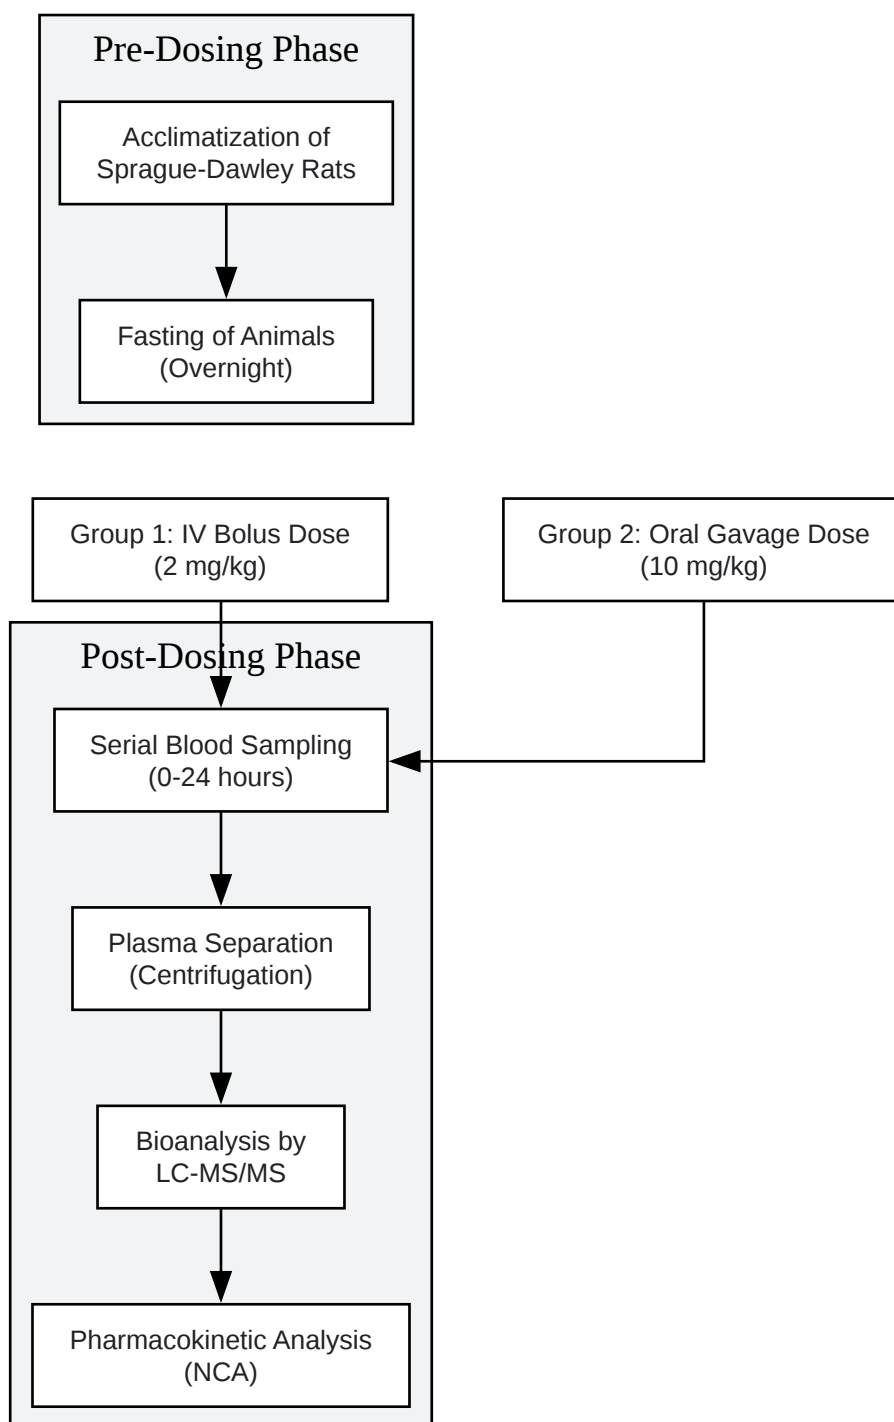 Pre-Dosing Phase
Acclimatization of
Sprague-Dawley Rats
Fasting of Animals
(Overnight)
Group 1: IV Bolus Dose
(2 mg/kg)
Group 2: Oral Gavage Dose
(10 mg/kg)
Post-Dosing Phase
Serial Blood Sampling
(0-24 hours)
Plasma Separation
(Centrifugation)
Bioanalysis by
LC-MS/MS
Pharmacokinetic Analysis
(NCA)